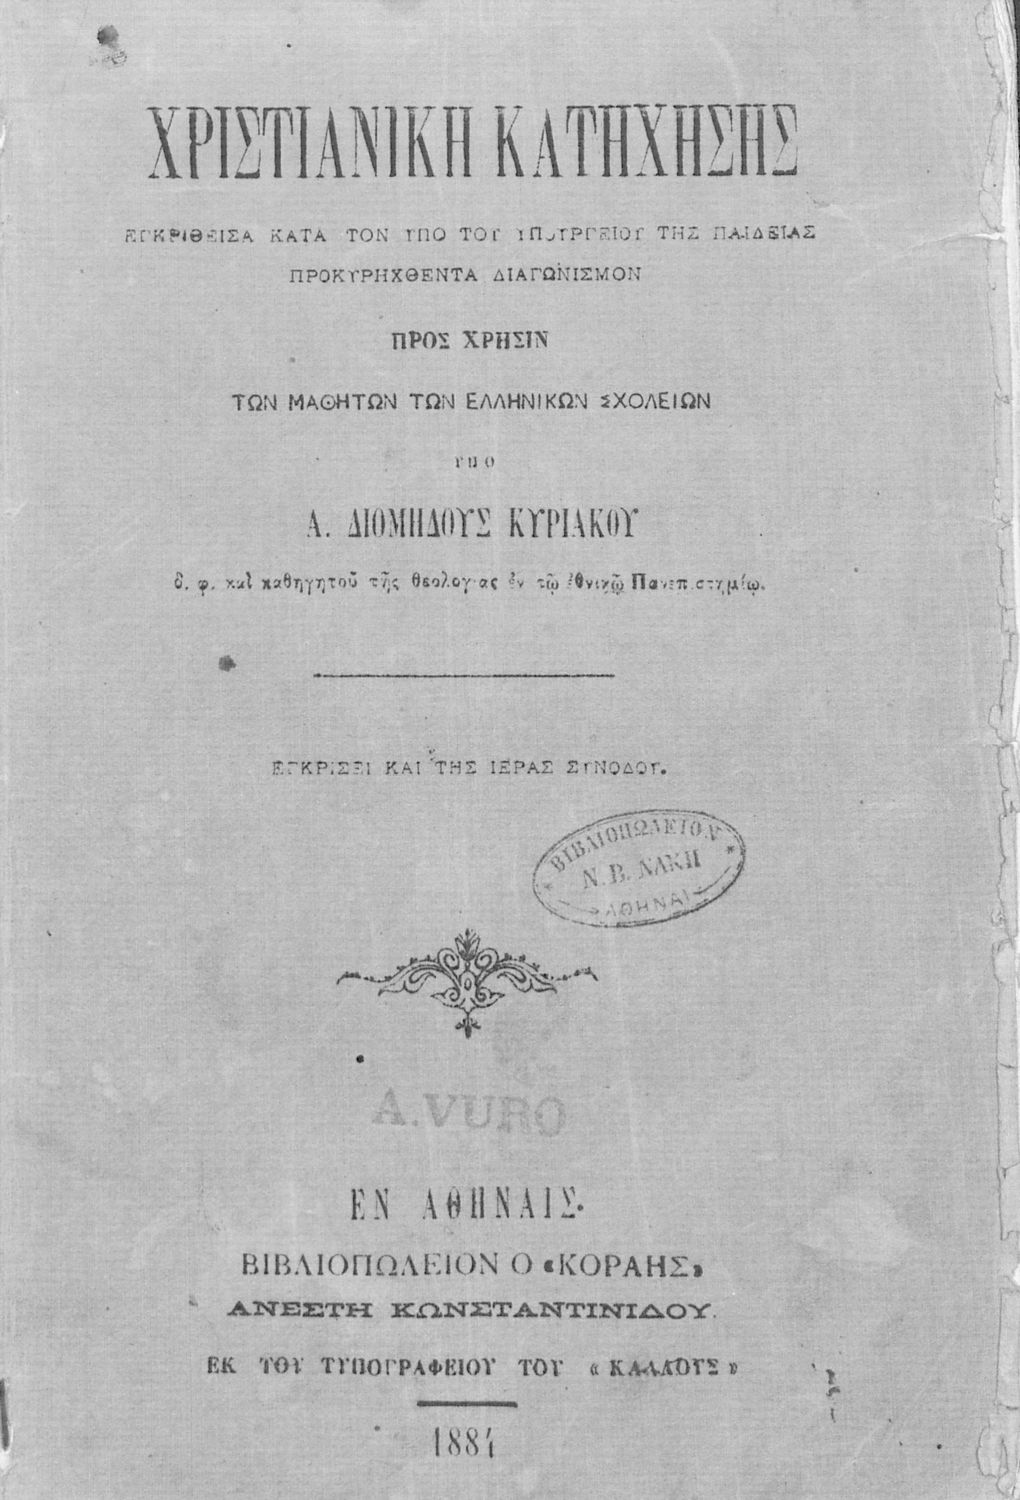 ΧΡΙΣΤΙΑΝΙΚΗ ΚΑΤΗΧΗΣΗΣ
ΕΓΚΡΙΘΕΙΣΑ ΚΑΤΑ ΤΟΝ ΥΠΟ ΤΟΥ ΥΠΟΥΡΓΕΙΟΥ ΤΗΣ ΠΑΙΔΕΙΑΣ
ΠΡΟΚΥΡΗΧΘΕΝΤΑ ΔΙΑΓΩΝΙΣΜΟΝ
ΠΡΟΣ ΧΡΗΣΙΝ
ΤΩΝ ΜΑΘΗΤΩΝ ΤΩΝ ΕΛΛΗΝΙΚΩΝ ΣΧΟΛΕΙΩΝ
ΥΠΟ
Α. ΔΙΟΜΗΔΟΥΣ ΚΥΡΙΑΚΟΥ
δ. φ. καὶ καθηγητοῦ τῆς θεολογίας ἐν τῷ ἐθνικῷ Πανεπιστημίῳ.
ΕΓΚΡΙΣΕΙ ΚΑΙ ΤΗΣ ΙΕΡΑΣ ΣΥΝΟΔΟΥ.
* ΒΙΒΛΙΟΠΩΛΕΙΟΝ *
Ν. Β. ΝΑΚΗ
ΑΘΗΝΑΙ
A. VURO
ΕΝ ΑΘΗΝΑΙΣ.
ΒΙΒΛΙΟΠΩΛΕΙΟΝ Ο «ΚΟΡΑΗΣ»
ΑΝΕΣΤΗ ΚΩΝΣΤΑΝΤΙΝΙΔΟΥ.
ΕΚ ΤΟΥ ΤΥΠΟΓΡΑΦΕΙΟΥ ΤΟΥ «ΚΑΛΛΟΥΣ»
1884